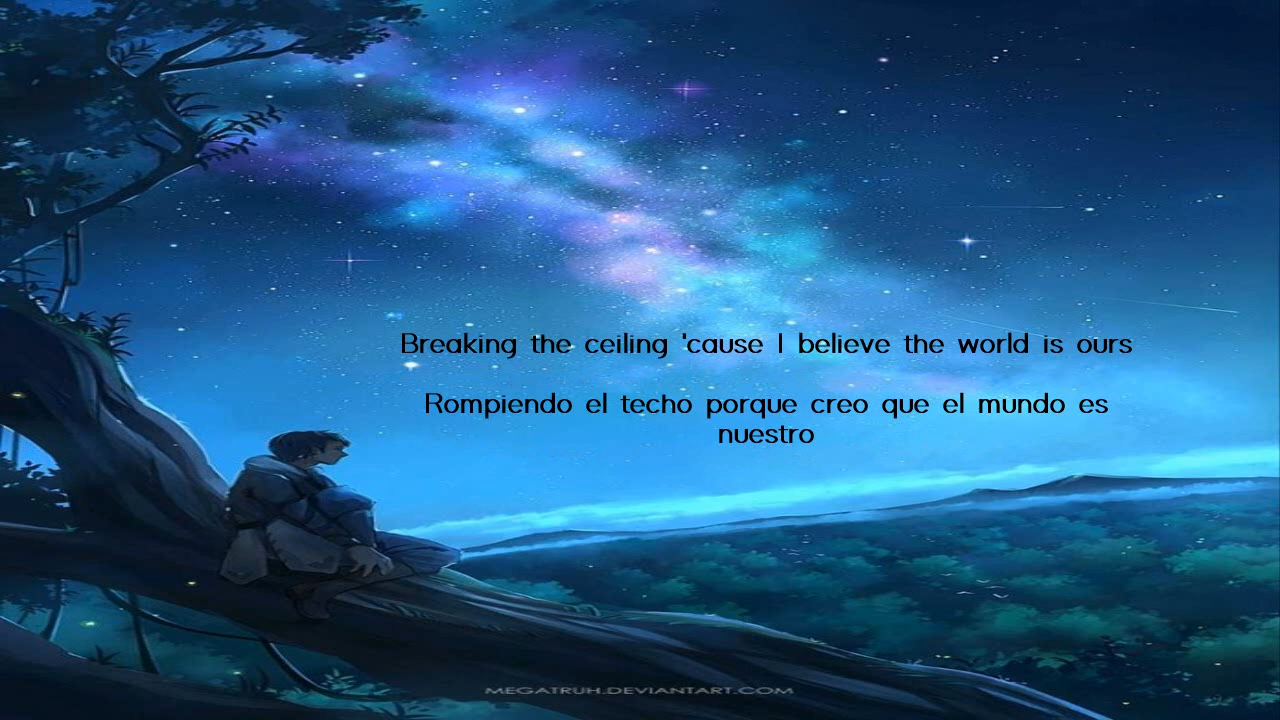 Breaking the ceiling 'cause I believe the world is ours
Rompiendo el techo porque creo que el mundo es
nuestro
MEGATRUH.DEVIANTART.COM